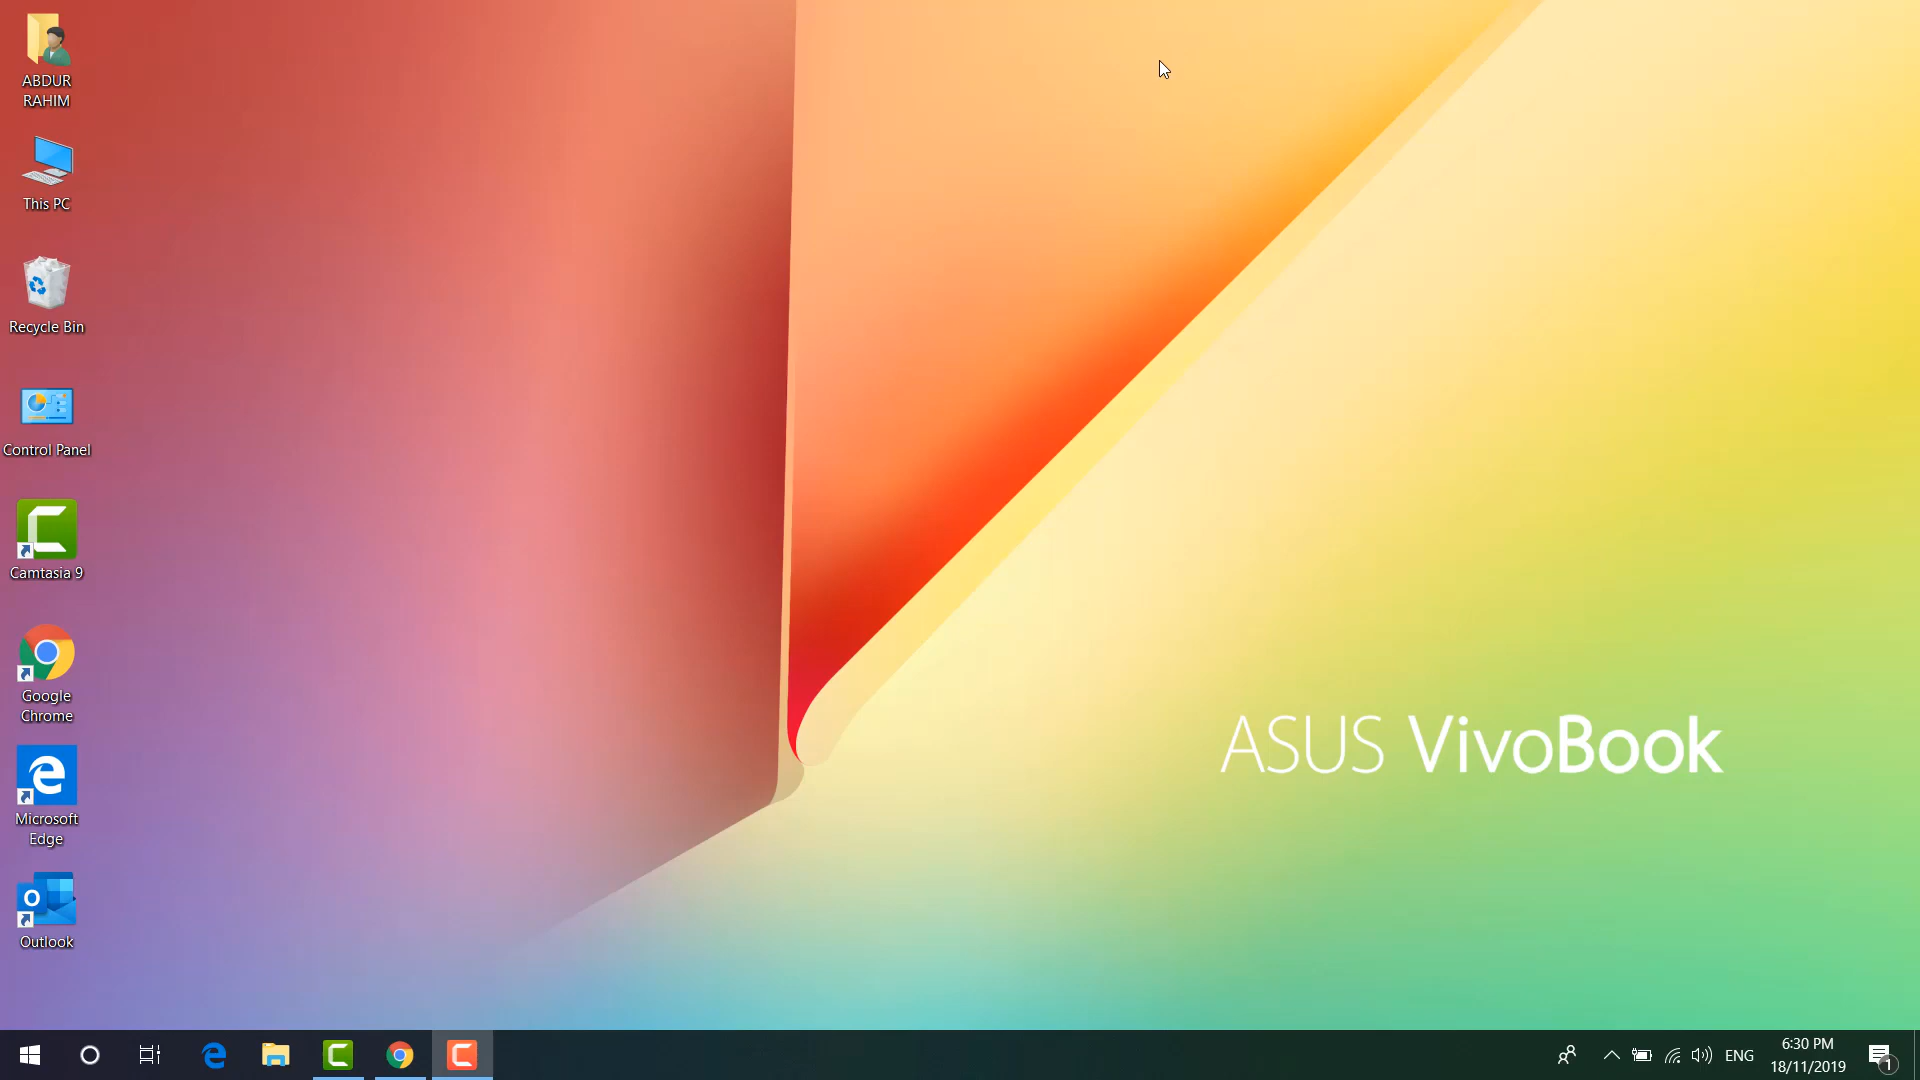 ABDUR
RAHIM
This PC
Recycle Bin
Control Panel
Camtasia 9
Google
Chrome
Microsoft
Edge
Outlook
ASUS VivoBook
ENG
6:30 PM
18/11/2019
1